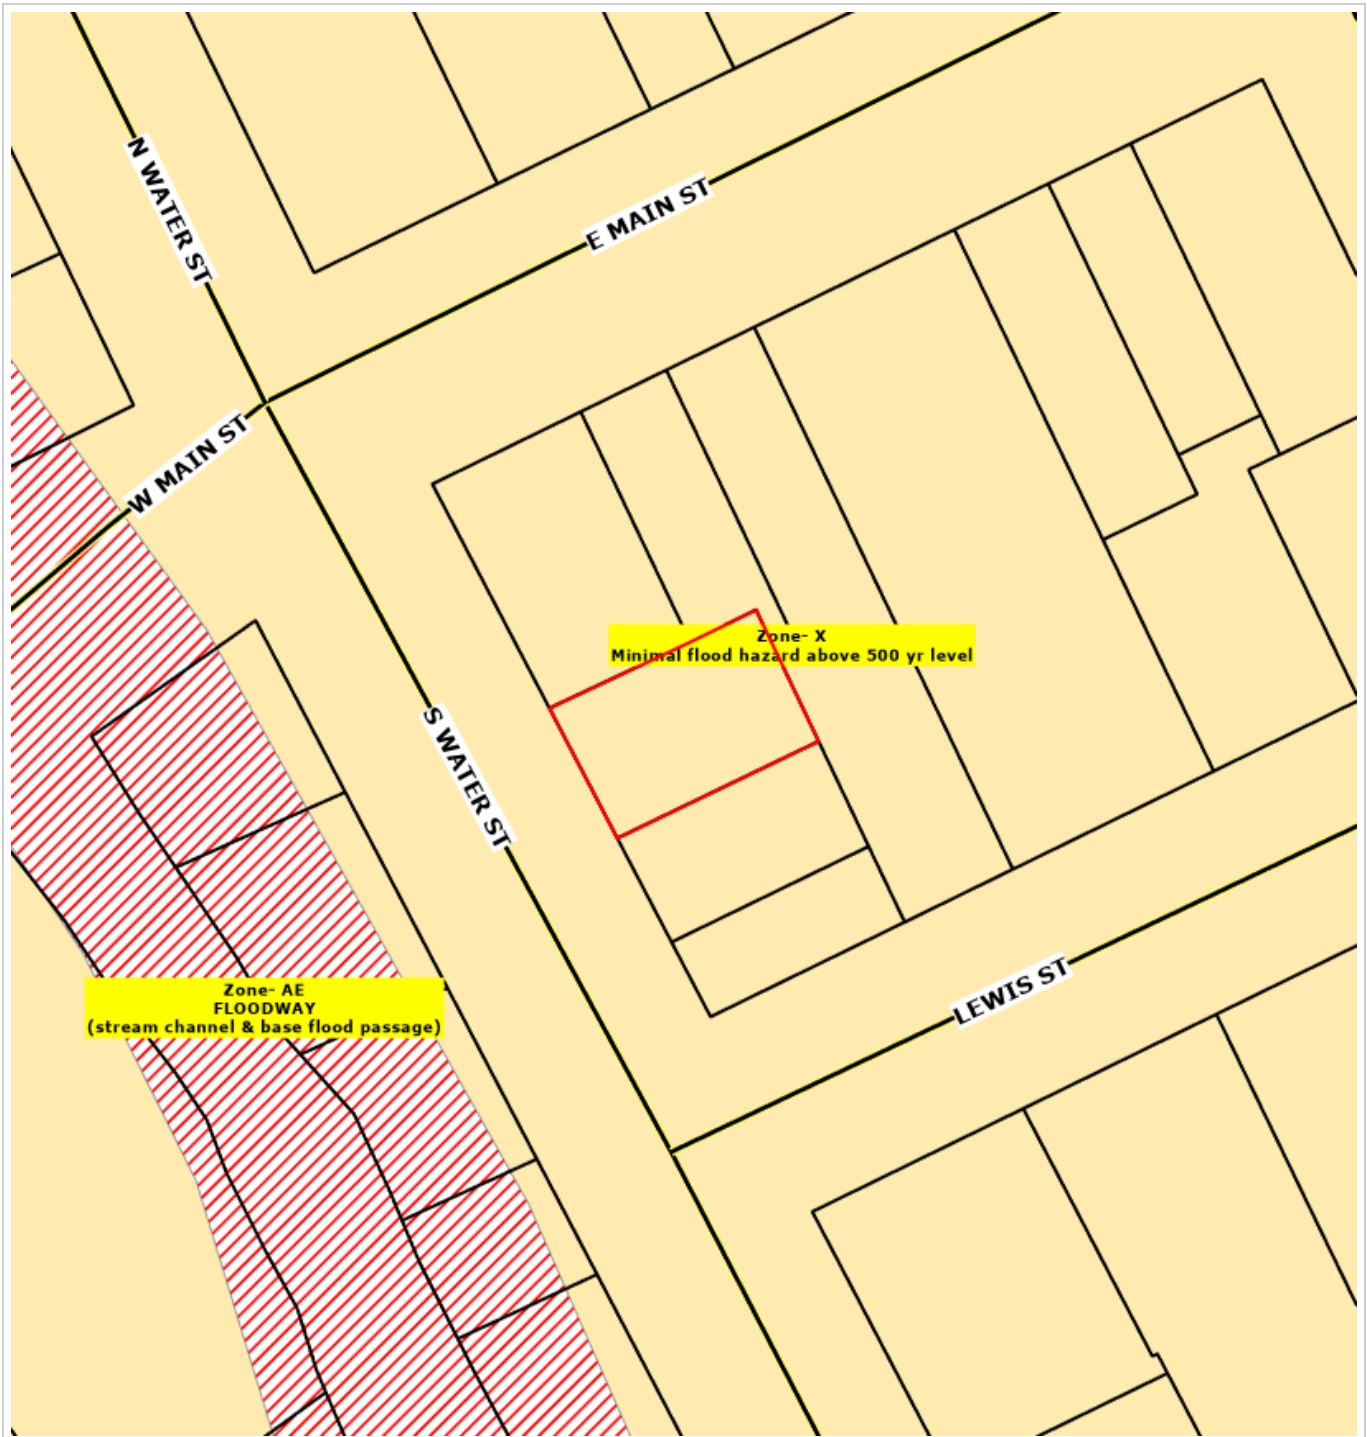 N WATER ST
E MAIN ST
W MAIN ST
Zone- X
Minimal flood hazard above 500 yr level
S WATER ST
Zone- AE
FLOODWAY
(stream channel & base flood passage)
LEWIS ST